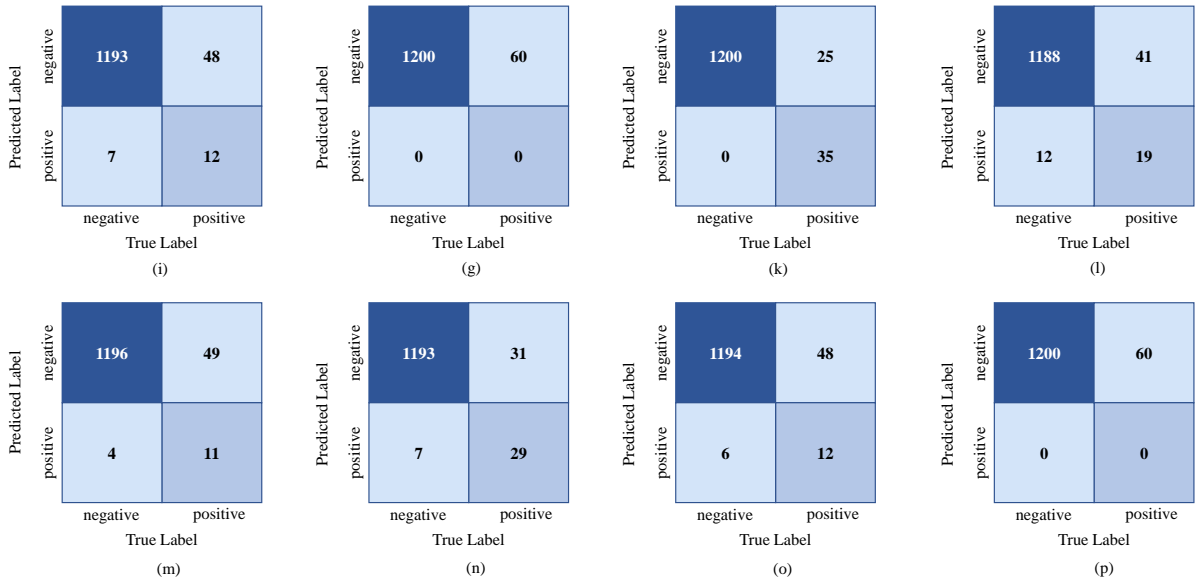 Predicted Label
negative
positive
1193
48
7
12
negative
positive
True Label
(i)
Predicted Label
negative
positive
1200
60
0
0
negative
positive
True Label
(g)
Predicted Label
negative
positive
1200
25
0
35
negative
positive
True Label
(k)
Predicted Label
negative
positive
1188
41
12
19
negative
positive
True Label
(l)
Predicted Label
negative
positive
1196
49
4
11
negative
positive
True Label
(m)
Predicted Label
negative
positive
1193
31
7
29
negative
positive
True Label
(n)
Predicted Label
negative
positive
1194
48
6
12
negative
positive
True Label
(o)
Predicted Label
negative
positive
1200
60
0
0
negative
positive
True Label
(p)